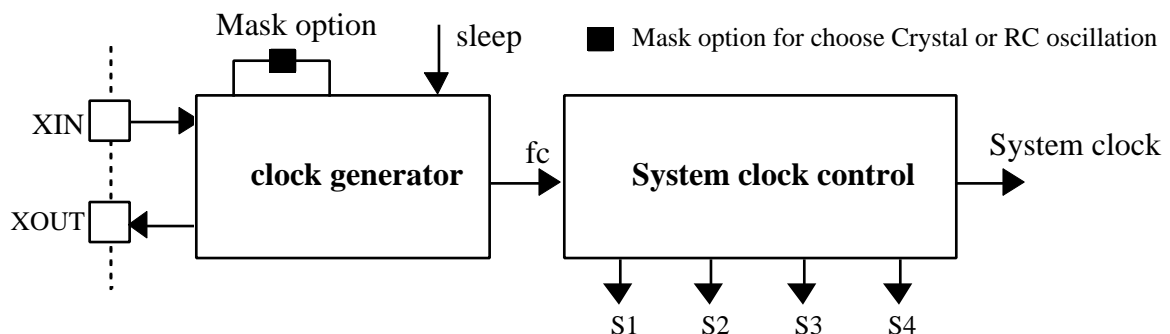 Mask option
sleep
Mask option for choose Crystal or RC oscillation
XIN
clock generator
fc
System clock control
System clock
XOUT
S1 S2 S3 S4